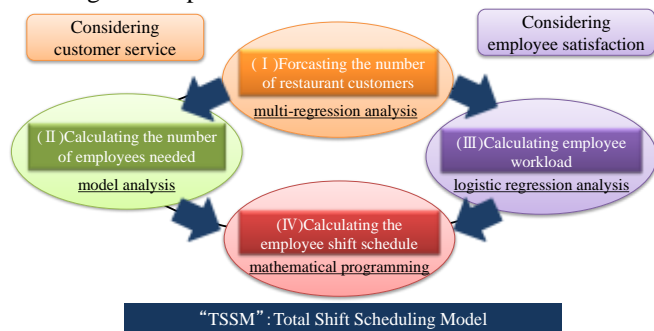 Considering
customer service
Considering
employee satisfaction
(Ⅰ)Forcasting the number
of restaurant customers
multi-regression analysis
(Ⅱ)Calculating the number
of employees needed
model analysis
(Ⅲ)Calculating employee
workload
logistic regression analysis
(Ⅳ)Calculating the
employee shift schedule
mathematical programming
“TSSM”: Total Shift Scheduling Model